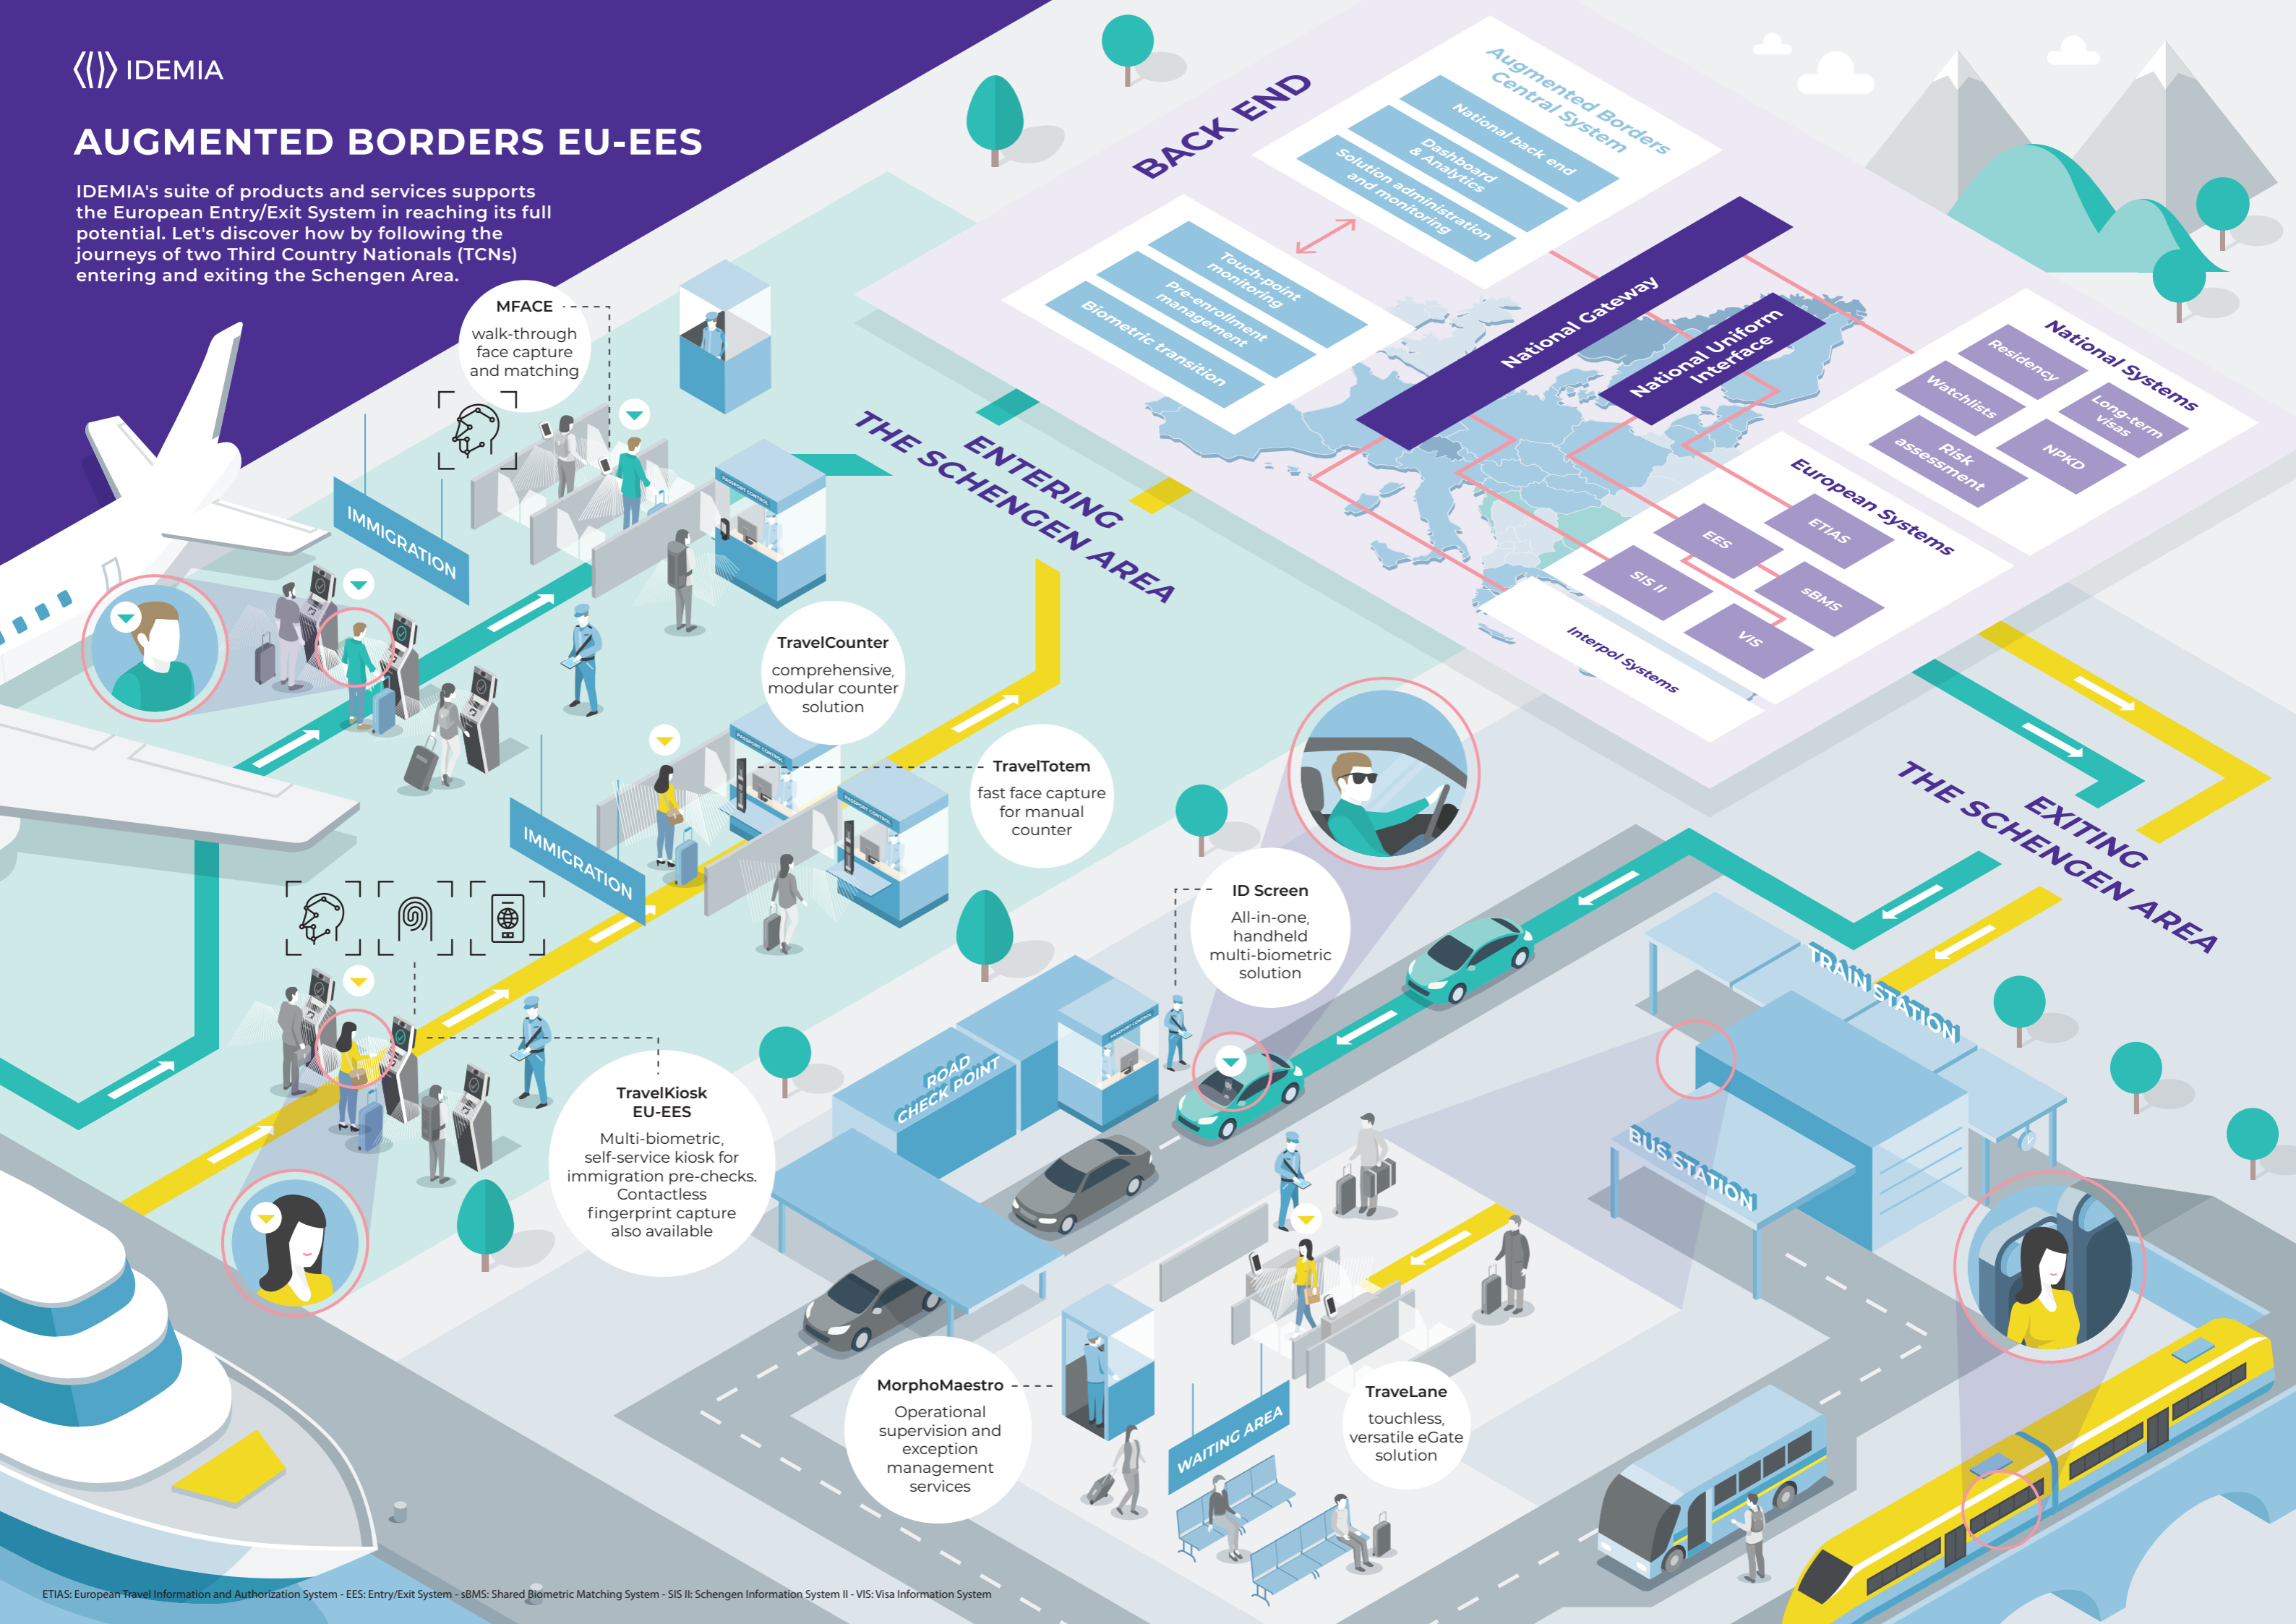 IDEMIA
AUGMENTED BORDERS EU-EES
IDEMIA's suite of products and services supports
the European Entry/Exit System in reaching its full
potential. Let's discover how by following the
journeys of two Third Country Nationals (TCNs)
entering and exiting the Schengen Area.
MFACE
walk-through
face capture
and matching
IMMIGRATION
PASSPORT CONTROL
BACK END
Augmented Borders
Central System
National back end
Dashboard
& Analytics
Solution administration
and monitoring
Touch-point
monitoring
Pre-enrollment
management
Biometric transition
National Gateway
National Uniform
Interface
National Systems
Residency
Long-term
visas
Watchlists
NPKD
Risk
assessment
European Systems
ETIAS
EES
sBMS
SIS II
VIS
Interpol Systems
ENTERING
THE SCHENGEN AREA
TravelCounter
comprehensive,
modular counter
solution
PASSPORT CONTROL
TravelTotem
fast face capture
for manual
counter
PASSPORT CONTROL
IMMIGRATION
EXITING
THE SCHENGEN AREA
ID Screen
All-in-one,
handheld
multi-biometric
solution
TRAIN STATION
BUS STATION
PASSPORT CONTROL
ROAD
CHECK POINT
TravelKiosk
EU-EES
Multi-biometric,
self-service kiosk for
immigration pre-checks.
Contactless
fingerprint capture
also available
MorphoMaestro
Operational
supervision and
exception
management
services
WAITING AREA
TraveLane
touchless,
versatile eGate
solution
ETIAS: European Travel Information and Authorization System - EES: Entry/Exit System - sBMS: Shared Biometric Matching System - SIS II: Schengen Information System II - VIS: Visa Information System